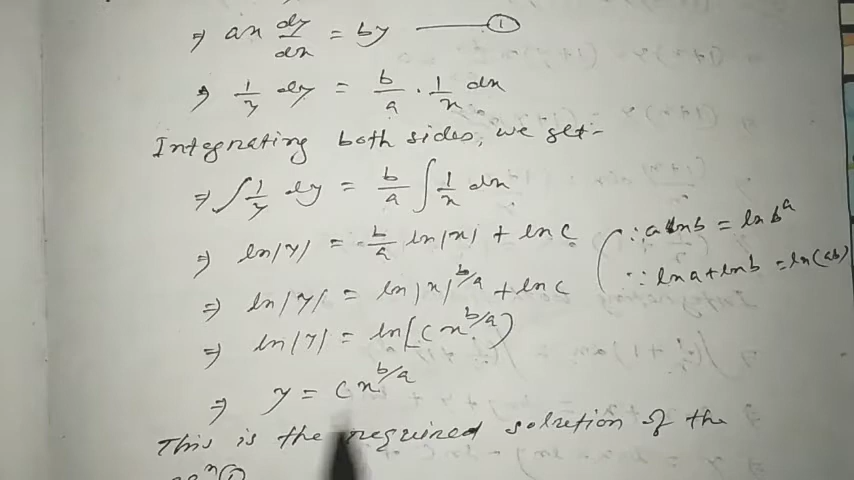 ⇒ ax dy/dx = by ——— ①
⇒ 1/y dy = b/a · 1/x dx
Integrating both sides, we get:-
⇒ ∫ 1/y dy = b/a ∫ 1/x dx
⇒ ln|y| = b/a ln|x| + ln c ( ∵ a ln b = ln b^a
⇒ ln|y| = ln|x|^b/a + ln c ∵ ln a + ln b = ln(ab)
⇒ ln|y| = ln[c x^b/a)
⇒ y = c x^b/a
This is the required solution of the
①